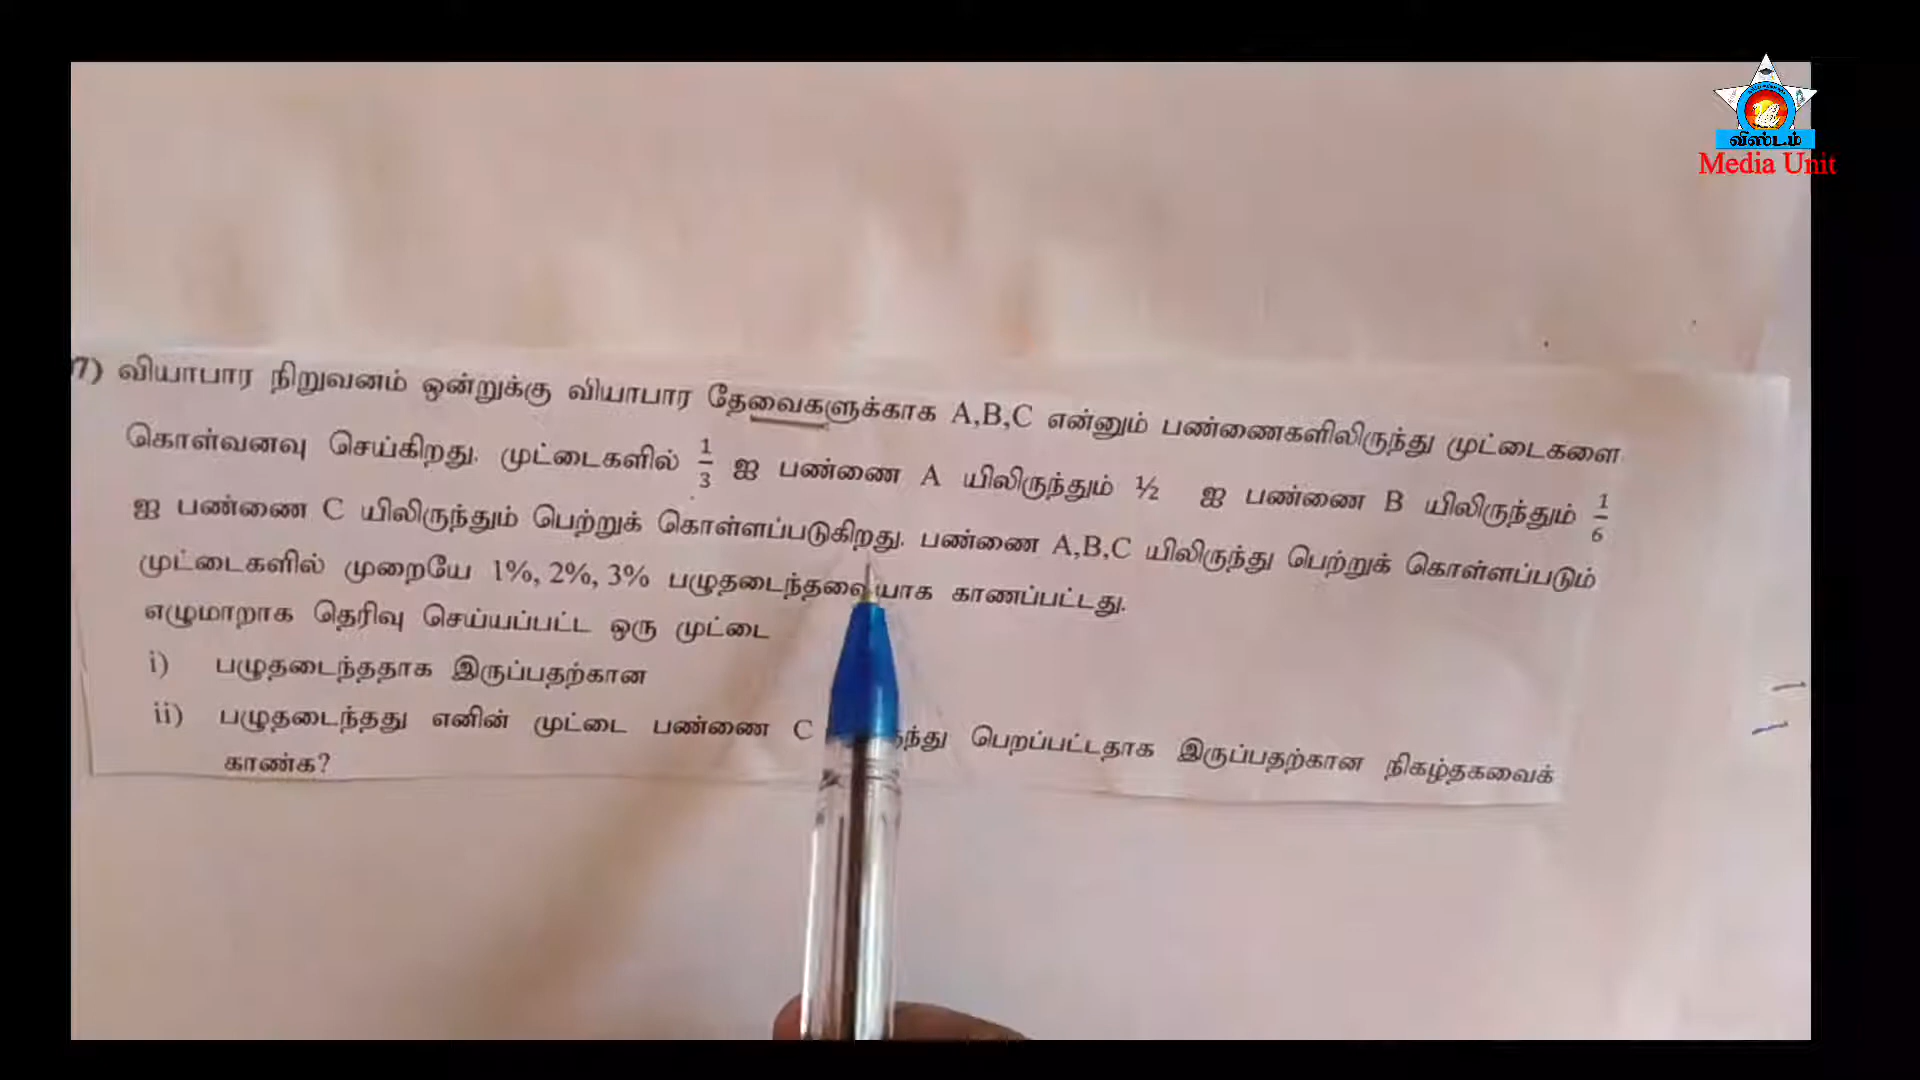 விஸ்டம்
Media Unit
7) வியாபார நிறுவனம் ஒன்றுக்கு வியாபார தேவைகளுக்காக A,B,C என்னும் பண்ணைகளிலிருந்து முட்டைகளை
கொள்வனவு செய்கிறது. முட்டைகளில் 1/3 ஐ பண்ணை A யிலிருந்தும் ½ ஐ பண்ணை B யிலிருந்தும் 1/6
ஐ பண்ணை C யிலிருந்தும் பெற்றுக் கொள்ளப்படுகிறது. பண்ணை A,B,C யிலிருந்து பெற்றுக் கொள்ளப்படும்
முட்டைகளில் முறையே 1%, 2%, 3% பழுதடைந்தவையாக காணப்பட்டது.
எழுமாறாக தெரிவு செய்யப்பட்ட ஒரு முட்டை
i) பழுதடைந்ததாக இருப்பதற்கான
ii) பழுதடைந்தது எனின் முட்டை பண்ணை C பெறப்பட்டதாக இருப்பதற்கான நிகழ்தகவைக்
காண்க?